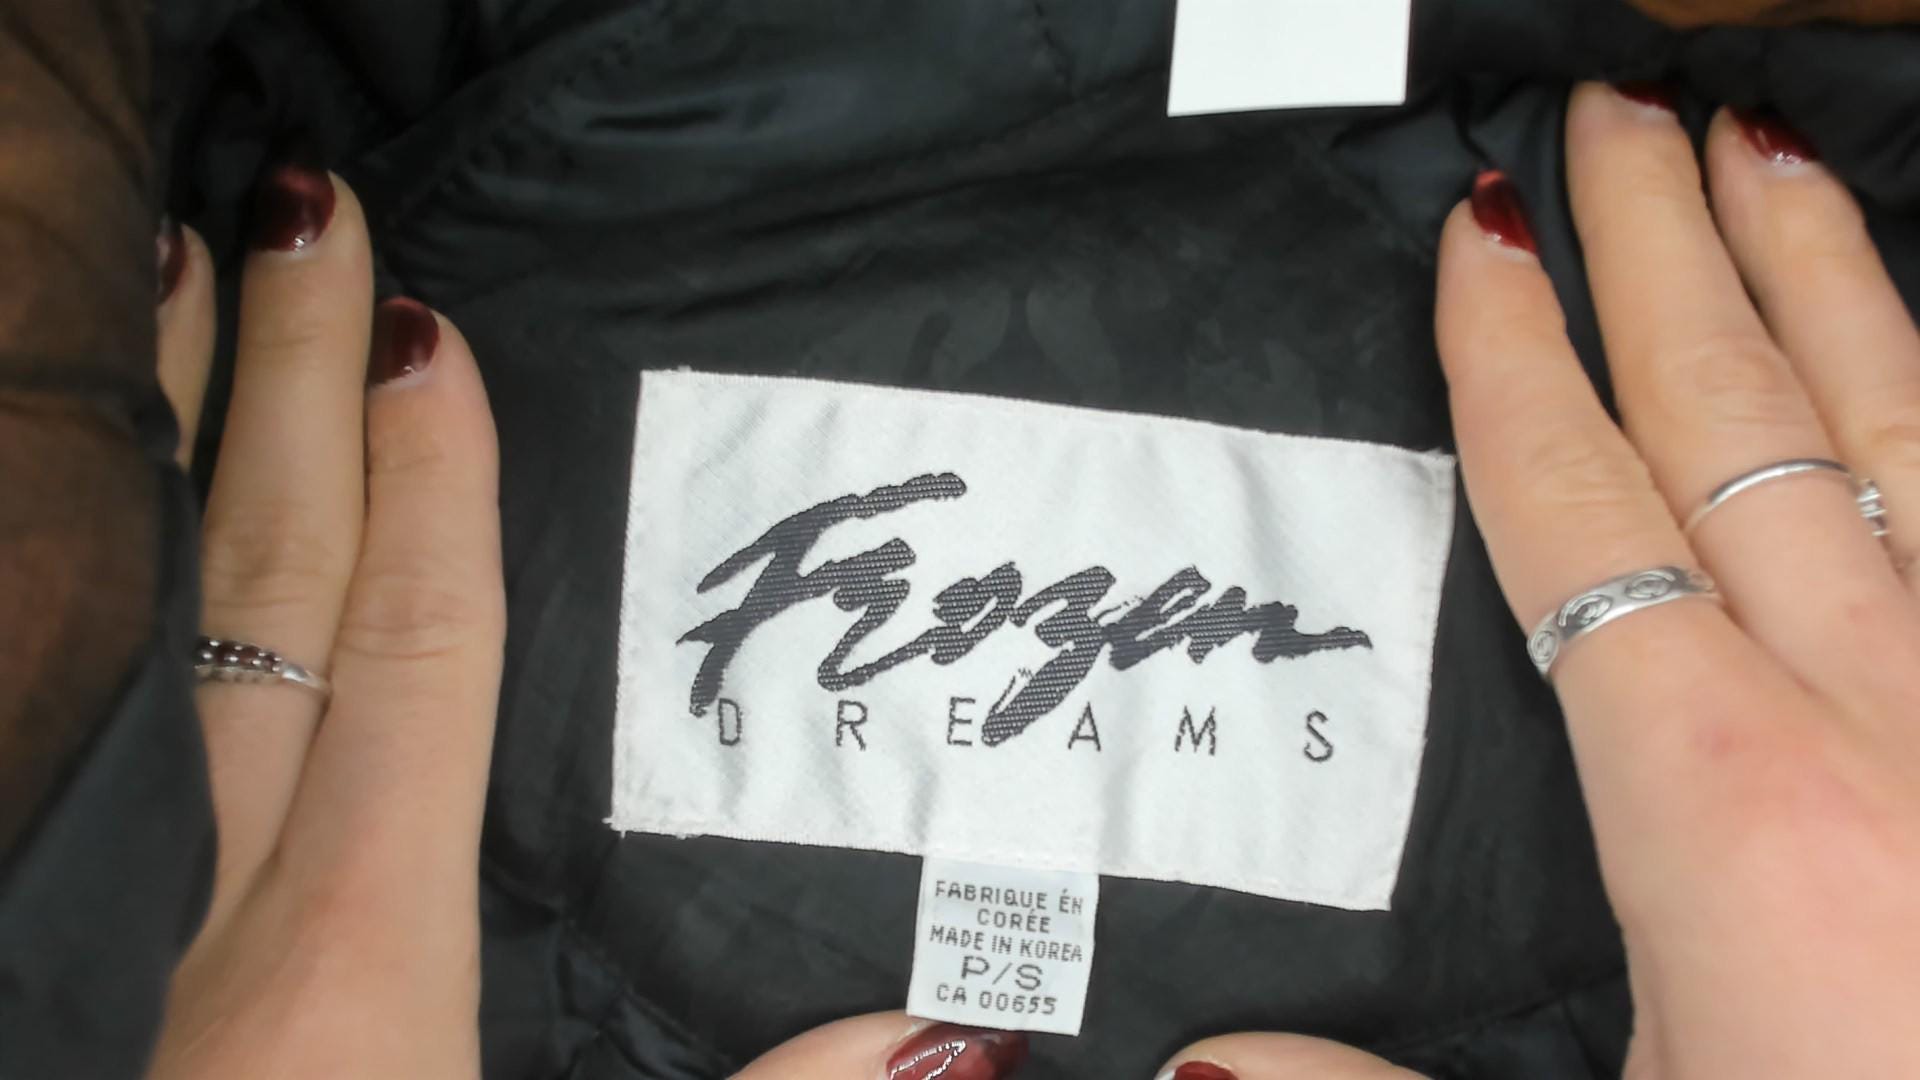 Frozen
DREAMS
FABRIQUE ÉN
CORÉE
MADE IN KOREA
P/S
CA 00655